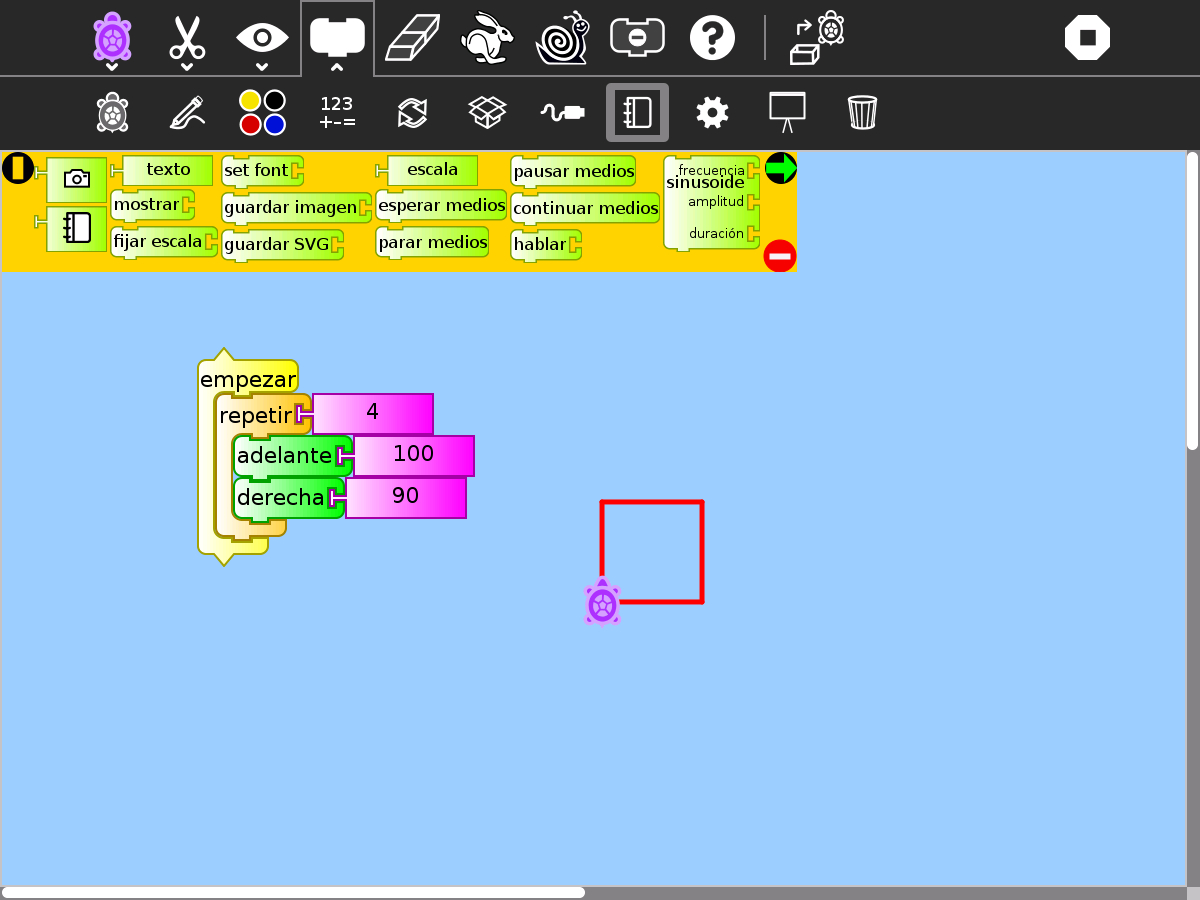 ?
123
+-=
texto
mostrar
fijar escala
set font
guardar imagen
guardar SVG
escala
esperar medios
parar medios
pausar medios
continuar medios
hablar
frecuencia
sinusoide
amplitud
duración
empezar
repetir 4
adelante 100
derecha 90